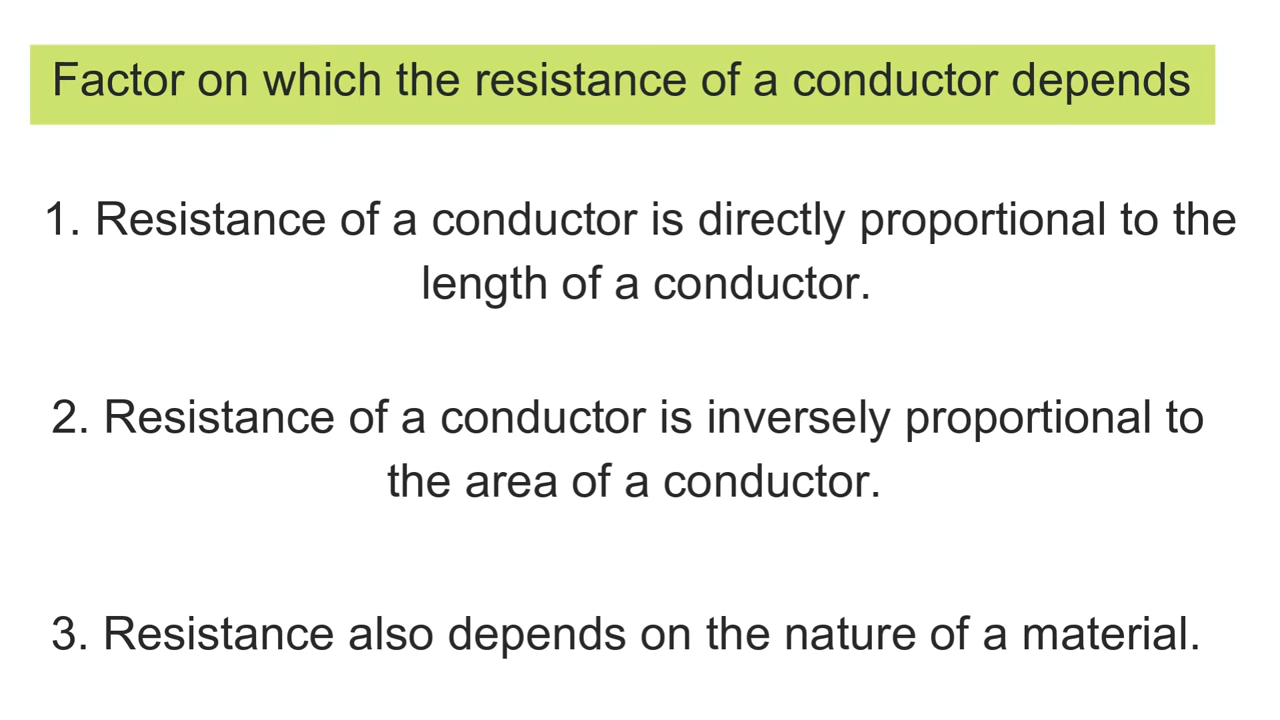 Factor on which the resistance of a conductor depends
1. Resistance of a conductor is directly proportional to the
length of a conductor.
2. Resistance of a conductor is inversely proportional to
the area of a conductor.
3. Resistance also depends on the nature of a material.